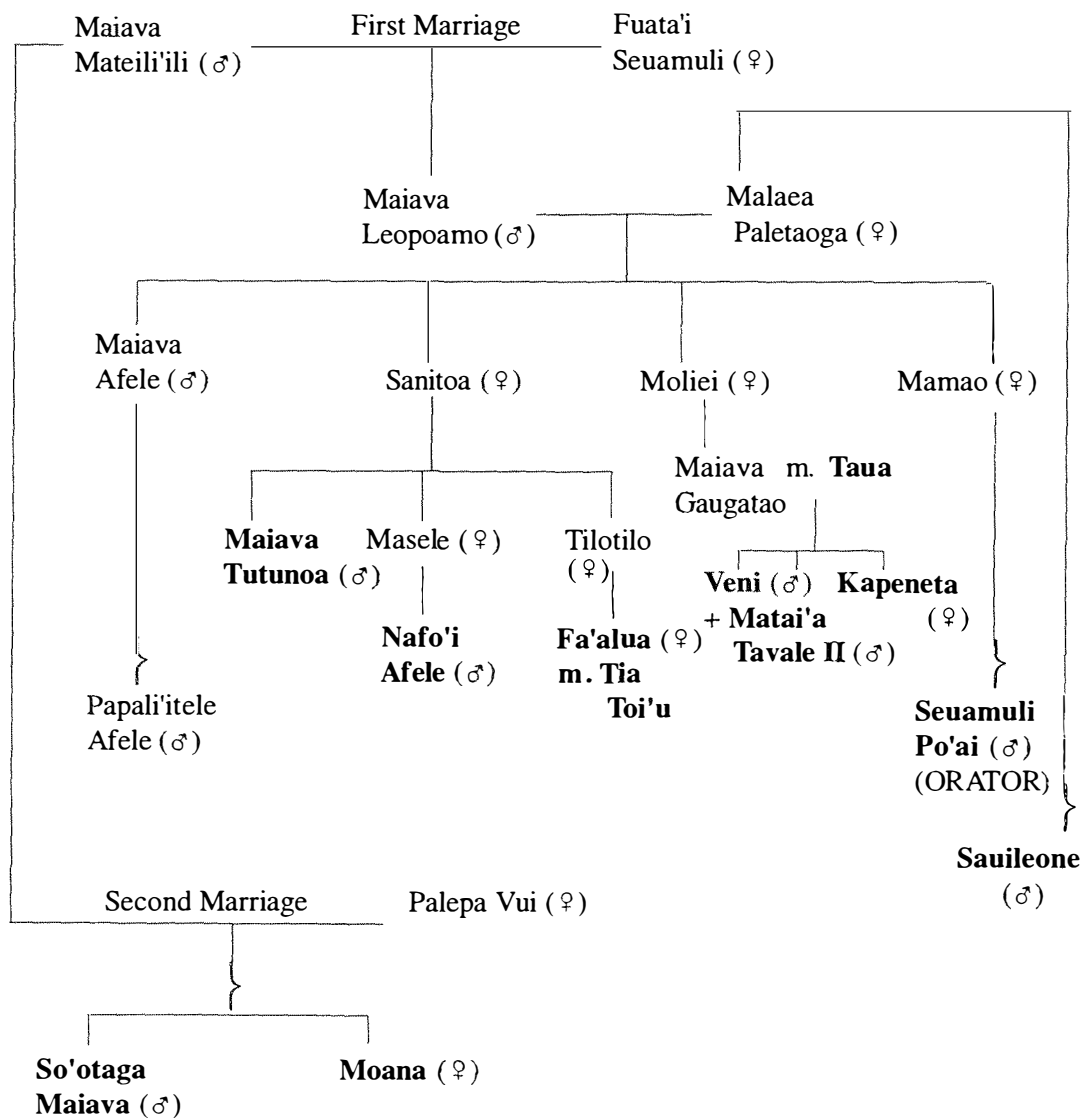 Maiava First Marriage Fuata'i
Mateili'ili (♂) Seuamuli (♀)
Maiava Malaea
Leopoamo (♂) Paletaoga (♀)
Maiava
Afele (♂) Sanitoa (♀) Moliei (♀) Mamao (♀)
Maiava m. Taua
Gaugatao
Maiava Masele (♀) Tilotilo
Tutunoa (♂) (♀)
Veni (♂) Kapeneta
+ Matai'a (♀)
Tavale II (♂)
Nafo'i Fa'alua (♀)
Afele (♂) m. Tia
Toi'u
Papali'itele Seuamuli
Afele (♂) Po'ai (♂)
(ORATOR)
Sauileone
(♂)
Second Marriage Palepa Vui (♀)
So'otaga Moana (♀)
Maiava (♂)